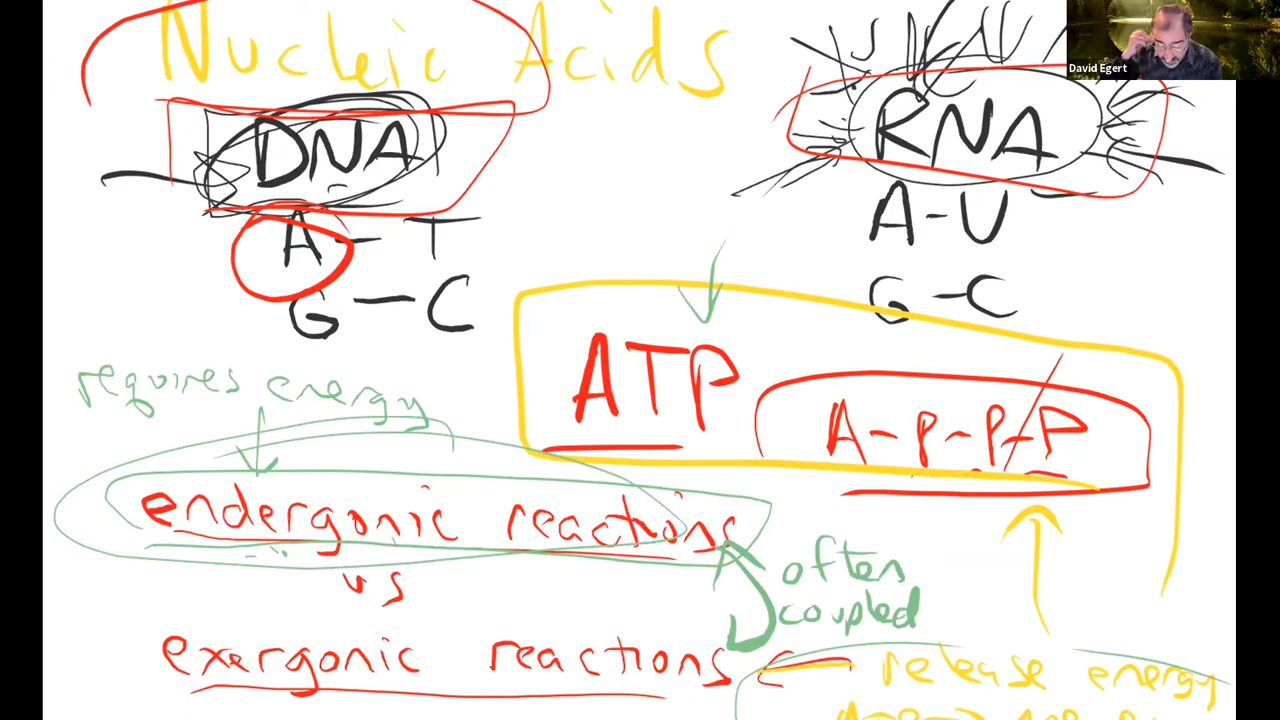 Nucleic Acids
David Egert
DNA
RNA
A - T
A - U
G - C
G - C
ATP
A - P - P - P
requires energy
endergonic reactions
vs
often
coupled
exergonic reactions
release energy